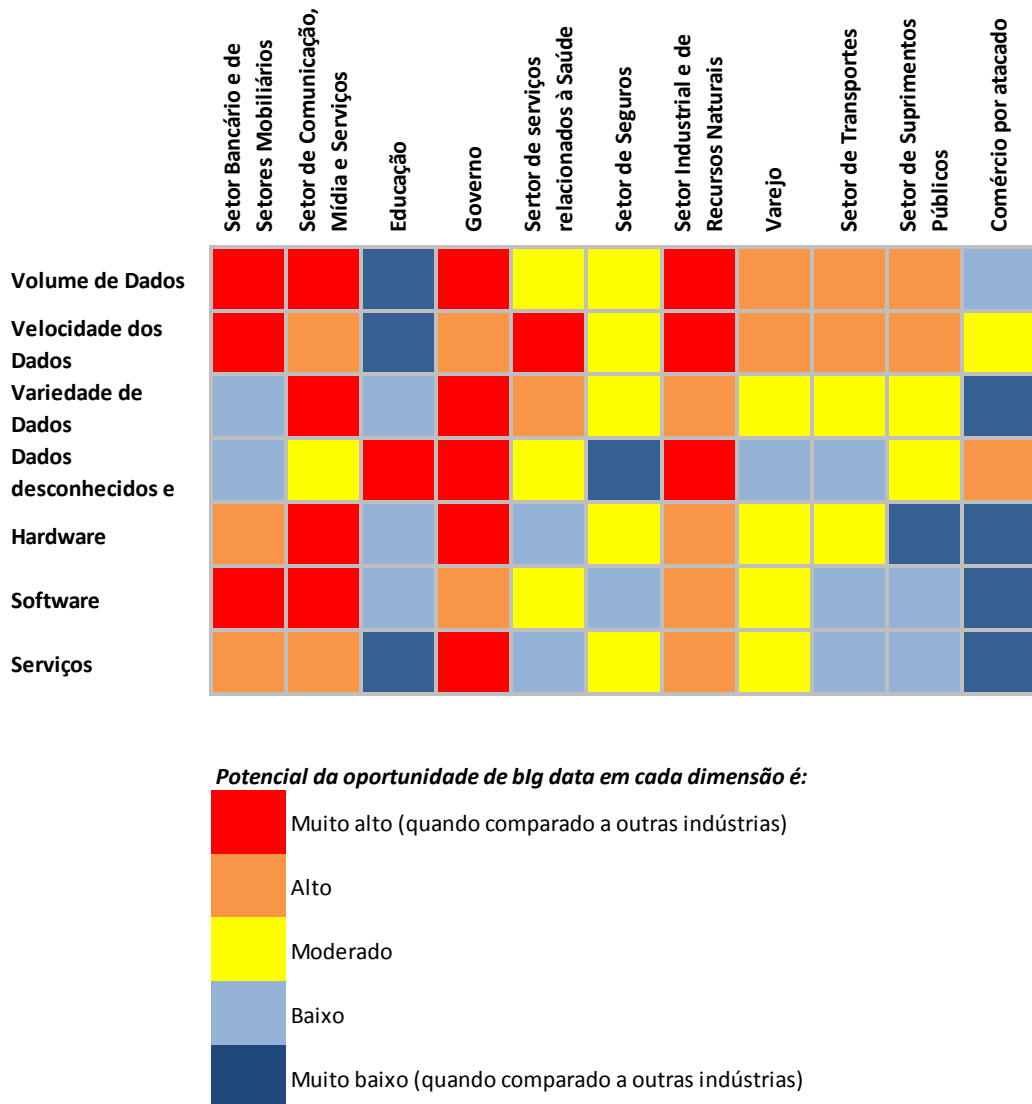 Setor Bancário e de
Setores Mobiliários
Setor de Comunicação,
Mídia e Serviços
Educação
Governo
Sertor de serviços
relacionados à Saúde
Setor de Seguros
Setor Industrial e de
Recursos Naturais
Varejo
Setor de Transportes
Setor de Suprimentos
Públicos
Comércio por atacado
Volume de Dados
Velocidade dos
Dados
Variedade de
Dados
Dados
desconhecidos e
Hardware
Software
Serviços
Potencial da oportunidade de bIg data em cada dimensão é:
Muito alto (quando comparado a outras indústrias)
Alto
Moderado
Baixo
Muito baixo (quando comparado a outras indústrias)